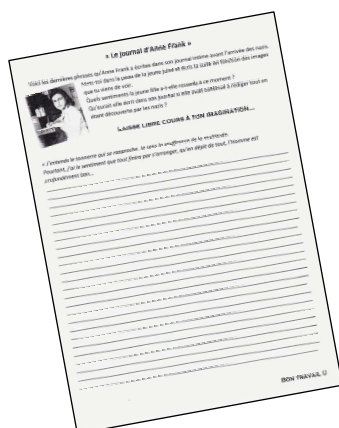 « Le journal d'Anne Frank »
Voici les dernières phrases qu'Anne Frank a écrites dans son journal intime avant l'arrivée des nazis.
Mets-toi dans la peau de la jeune juive et écris la suite en fonction des images
que tu viens de voir.
Quels sentiments la jeune fille a-t-elle ressentis à ce moment ?
Qu'aurait-elle écrit dans son journal si elle avait continué à rédiger tout en
étant découverte par les nazis ?
LAISSE LIBRE COURS À TON IMAGINATION...
« J'entends le tonnerre qui se rapproche. Je sens la souffrance de la multitude.
Pourtant, j'ai le sentiment que tout finira par s'arranger, qu'en dépit de tout, l'homme est
profondément bon...
BON TRAVAIL ☺